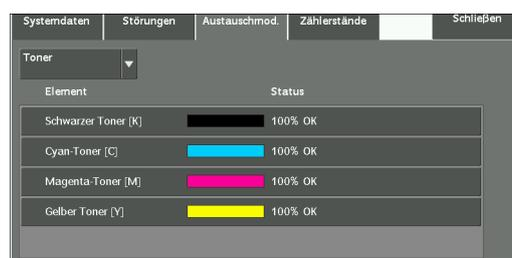 Systemdaten Störungen Austauschmod. Zählerstände Schließen
Toner
Element Status
Schwarzer Toner [K] 100% OK
Cyan-Toner [C] 100% OK
Magenta-Toner [M] 100% OK
Gelber Toner [Y] 100% OK